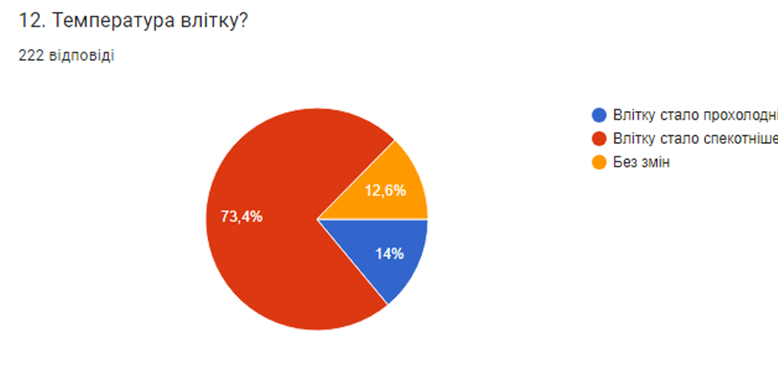 12. Температура влітку?
222 відповіді
Влітку стало прохолодні
Влітку стало спекотніше
Без змін
12,6%
73,4%
14%